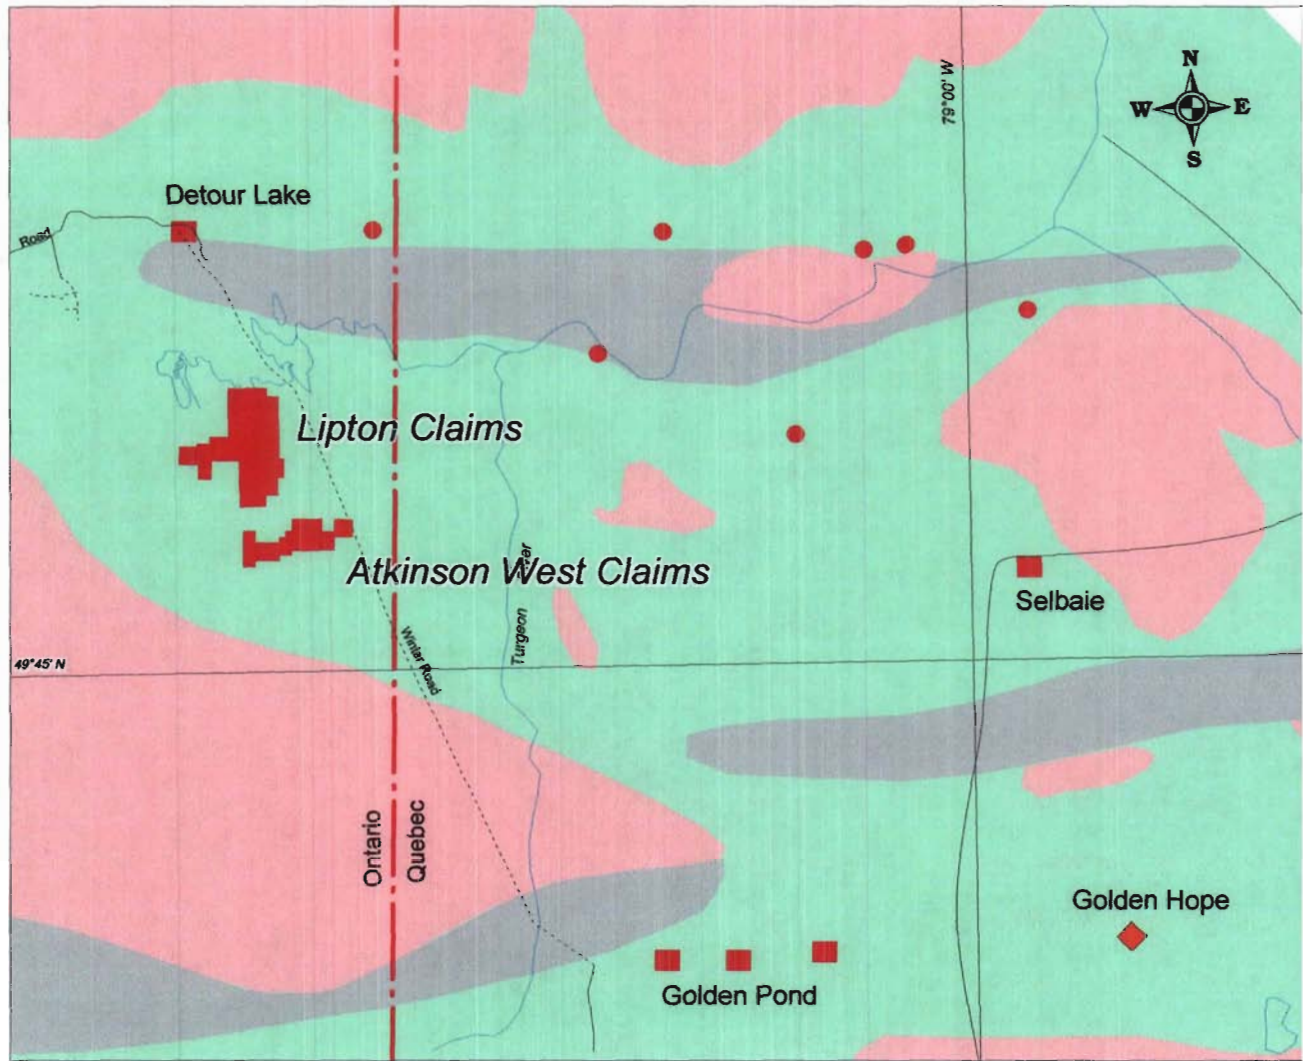 N
W E
S
79°00' W
Detour Lake
Road
Lipton Claims
Atkinson West Claims
Turgeon
Selbaie
49°45' N
Winter Road
Ontario
Quebec
Golden Hope
Golden Pond